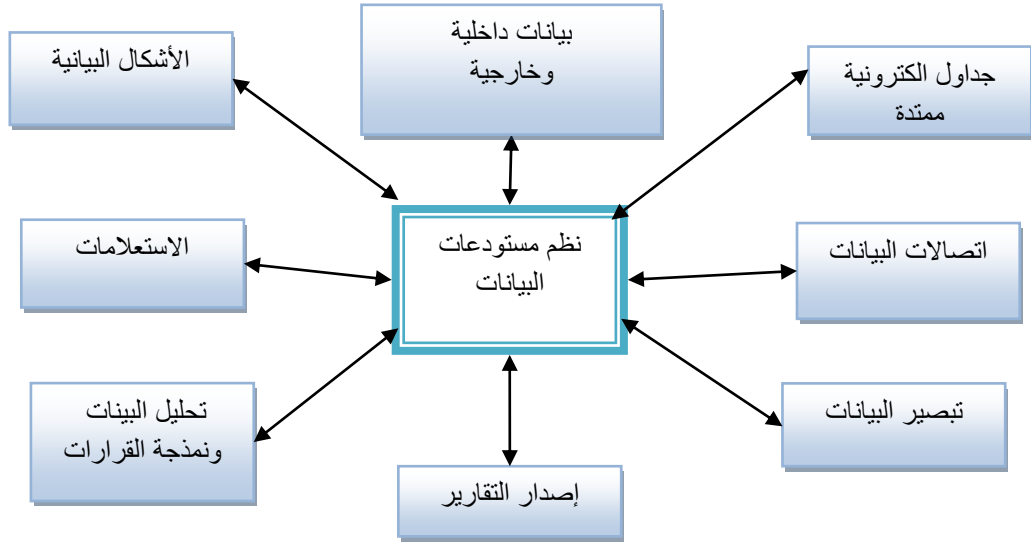 بيانات داخلية
وخارجية
جداول الكترونية
ممتدة
الأشكال البيانية
اتصالات البيانات
نظم مستودعات
البيانات
الاستعلامات
تبصير البيانات
تحليل البينات
ونمذجة القرارات
إصدار التقارير